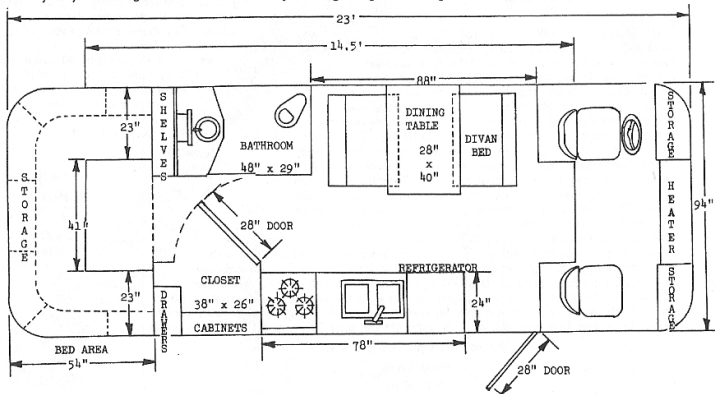 23'
14.5'
88"
SHELVES
23"
BATHROOM
48" x 29"
DINING
TABLE
28"
x
40"
DIVAN
BED
STORAGE
HEATER
STORAGE
94"
STORAGE
41"
28" DOOR
23"
CLOSET
38" x 26"
DRAWERS
CABINETS
REFRIGERATOR
24"
BED AREA
54"
78"
28" DOOR